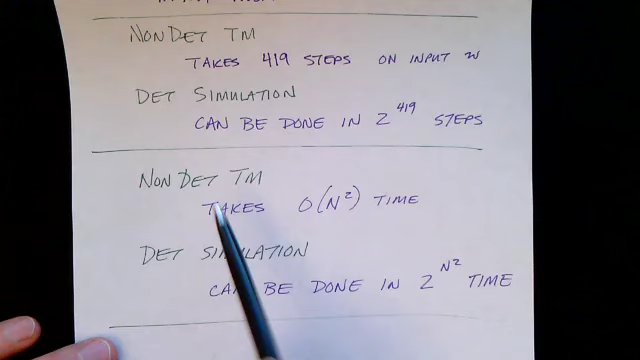 NON DET TM
TAKES 419 STEPS ON INPUT W
DET SIMULATION
CAN BE DONE IN 2^419 STEPS
NON DET TM
TAKES O(N²) TIME
DET SIMULATION
CAN BE DONE IN 2^N² TIME